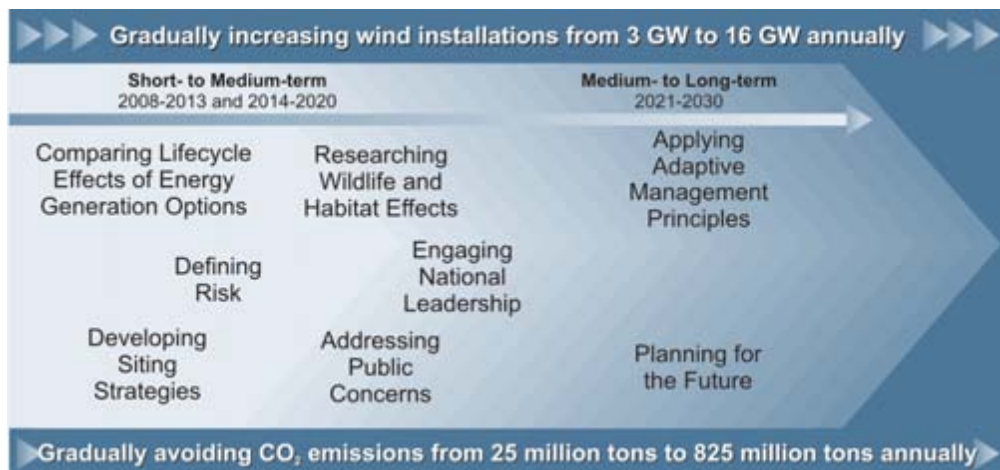 Gradually increasing wind installations from 3 GW to 16 GW annually
Short- to Medium-term
2008-2013 and 2014-2020
Medium- to Long-term
2021-2030
Comparing Lifecycle
Effects of Energy
Generation Options
Researching
Wildlife and
Habitat Effects
Applying
Adaptive
Management
Principles
Defining
Risk
Engaging
National
Leadership
Developing
Siting
Strategies
Addressing
Public
Concerns
Planning for
the Future
Gradually avoiding CO₂ emissions from 25 million tons to 825 million tons annually